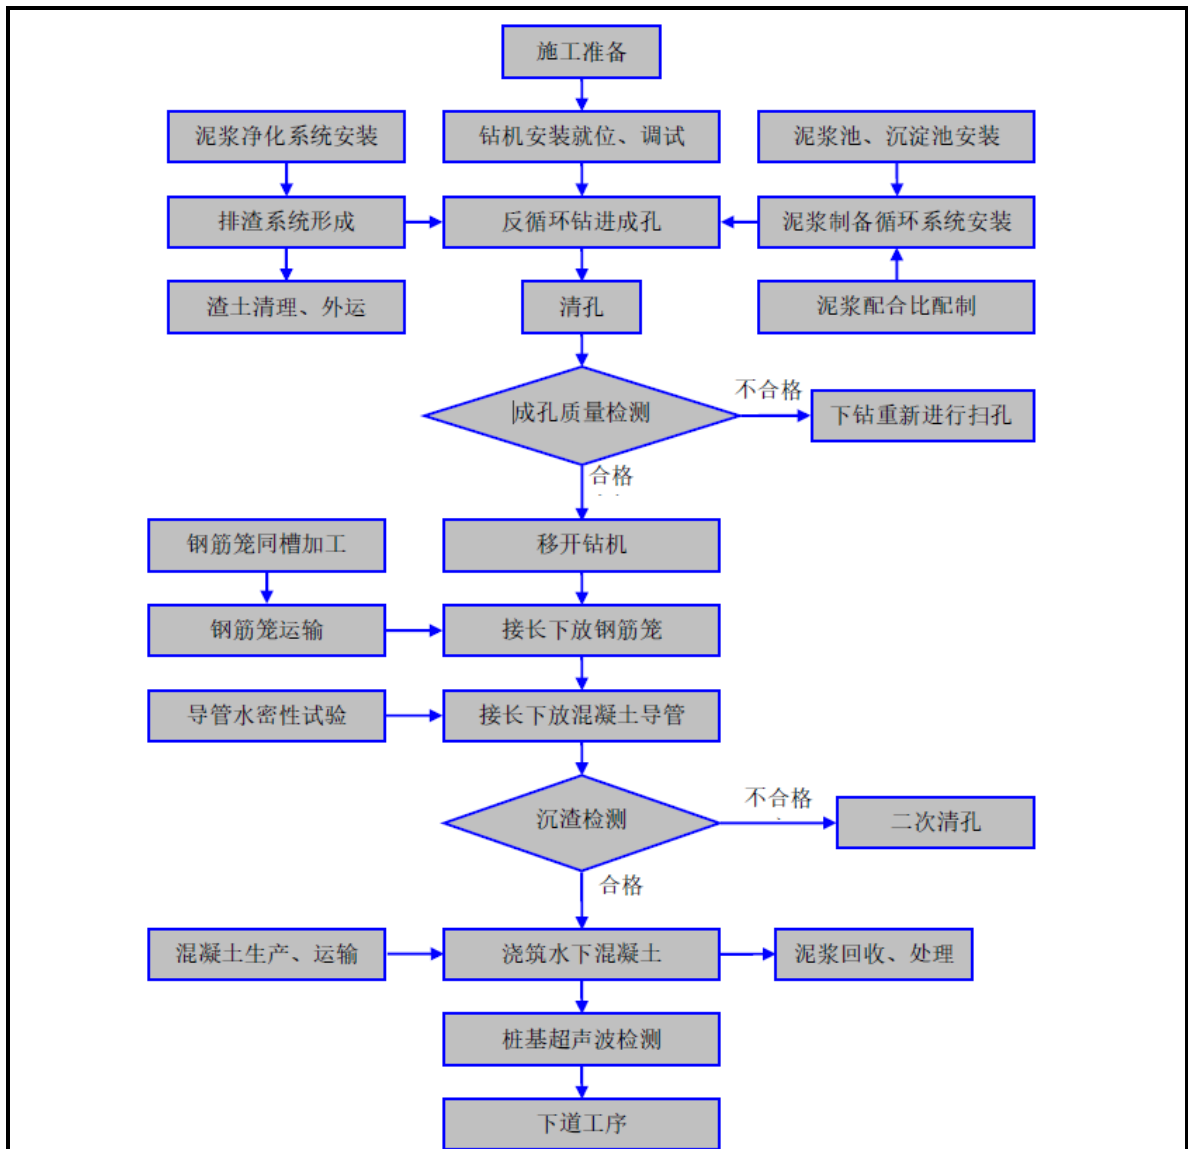 施工准备
泥浆净化系统安装
钻机安装就位、调试
泥浆池、沉淀池安装
排渣系统形成
反循环钻进成孔
泥浆制备循环系统安装
渣土清理、外运
清孔
泥浆配合比配制
成孔质量检测
不合格
下钻重新进行扫孔
合格
钢筋笼同槽加工
移开钻机
钢筋笼运输
接长下放钢筋笼
导管水密性试验
接长下放混凝土导管
沉渣检测
不合格
二次清孔
合格
混凝土生产、运输
浇筑水下混凝土
泥浆回收、处理
桩基超声波检测
下道工序